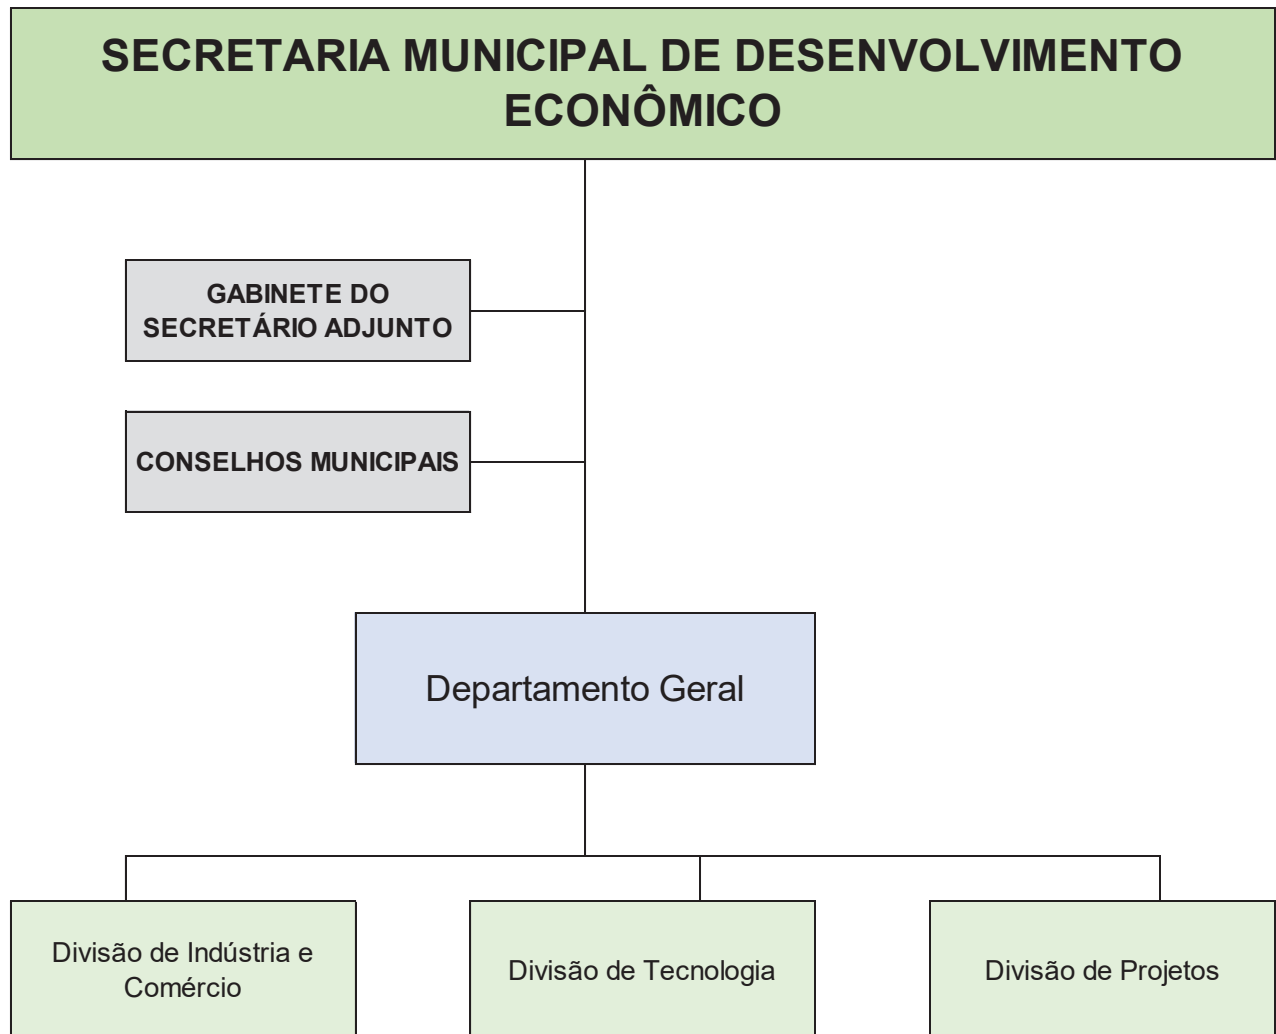 SECRETARIA MUNICIPAL DE DESENVOLVIMENTO
ECONÔMICO
GABINETE DO
SECRETÁRIO ADJUNTO
CONSELHOS MUNICIPAIS
Departamento Geral
Divisão de Indústria e
Comércio
Divisão de Tecnologia
Divisão de Projetos